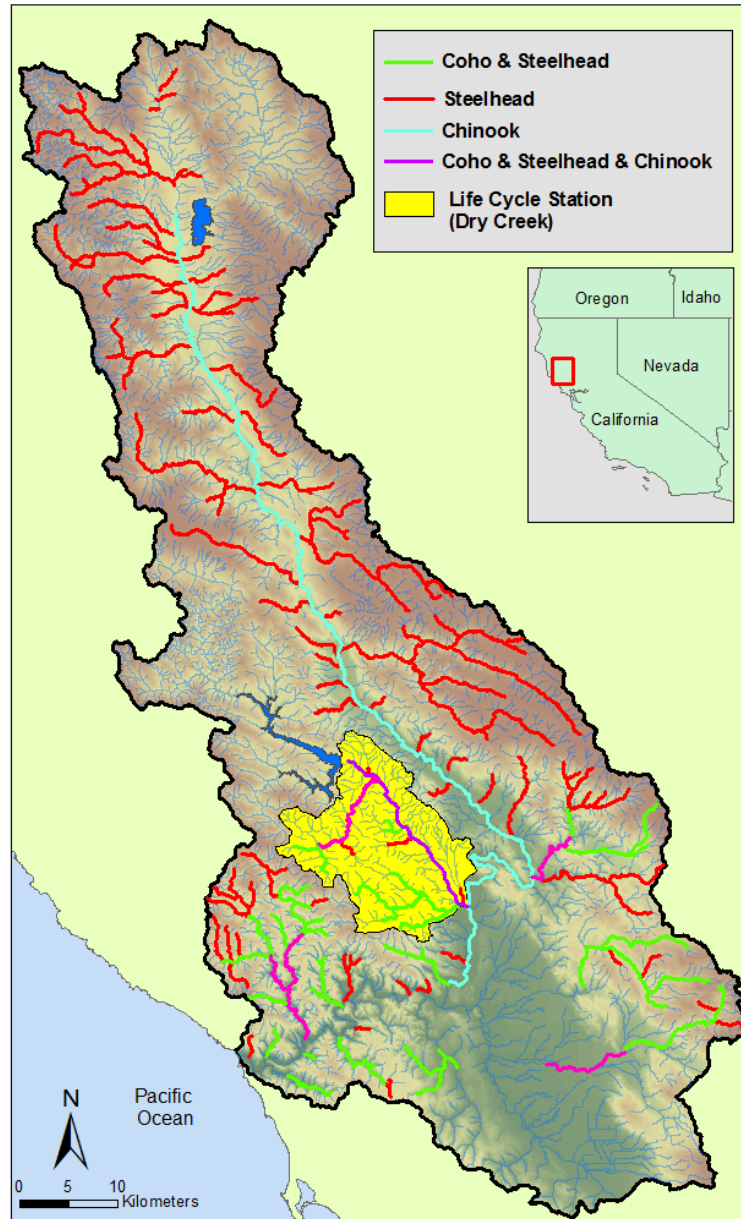 Coho & Steelhead
Steelhead
Chinook
Coho & Steelhead & Chinook
Life Cycle Station
(Dry Creek)
Oregon
Idaho
Nevada
California
N
Pacific
Ocean
0 5 10
Kilometers